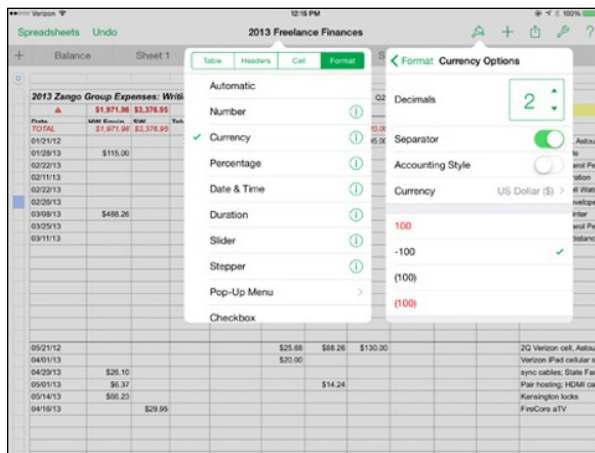 Verizon 12:15 PM 100%
Spreadsheets Undo 2013 Freelance Finances
Balance Sheet 1
Table Headers Cell Format
Format Currency Options
Automatic
Number
Currency
Percentage
Date & Time
Duration
Slider
Stepper
Pop-Up Menu
Checkbox
Decimals 2
Separator
Accounting Style
Currency US Dollar ($)
100
-100
(100)
(100)
2013 Zango Group Expenses: Q2
$1,971.98 $3,376.95
Date
TOTAL $1,971.98 $3,376.95
01/21/12
01/28/13 $115.00
02/22/13
02/11/13
02/22/13
02/26/13
03/08/13 $488.26
03/25/13
03/11/13
05/21/12 $25.68 $88.26 $130.00 2Q Verizon cell,
04/01/13 $20.00 Verizon iPad cellular
04/29/13 $26.10 sync cables; State
05/01/13 $6.37 $14.24 Pair hosting; HDMI
05/14/13 $66.23 Kensington locks
04/16/13 $29.95 FireCore aTV